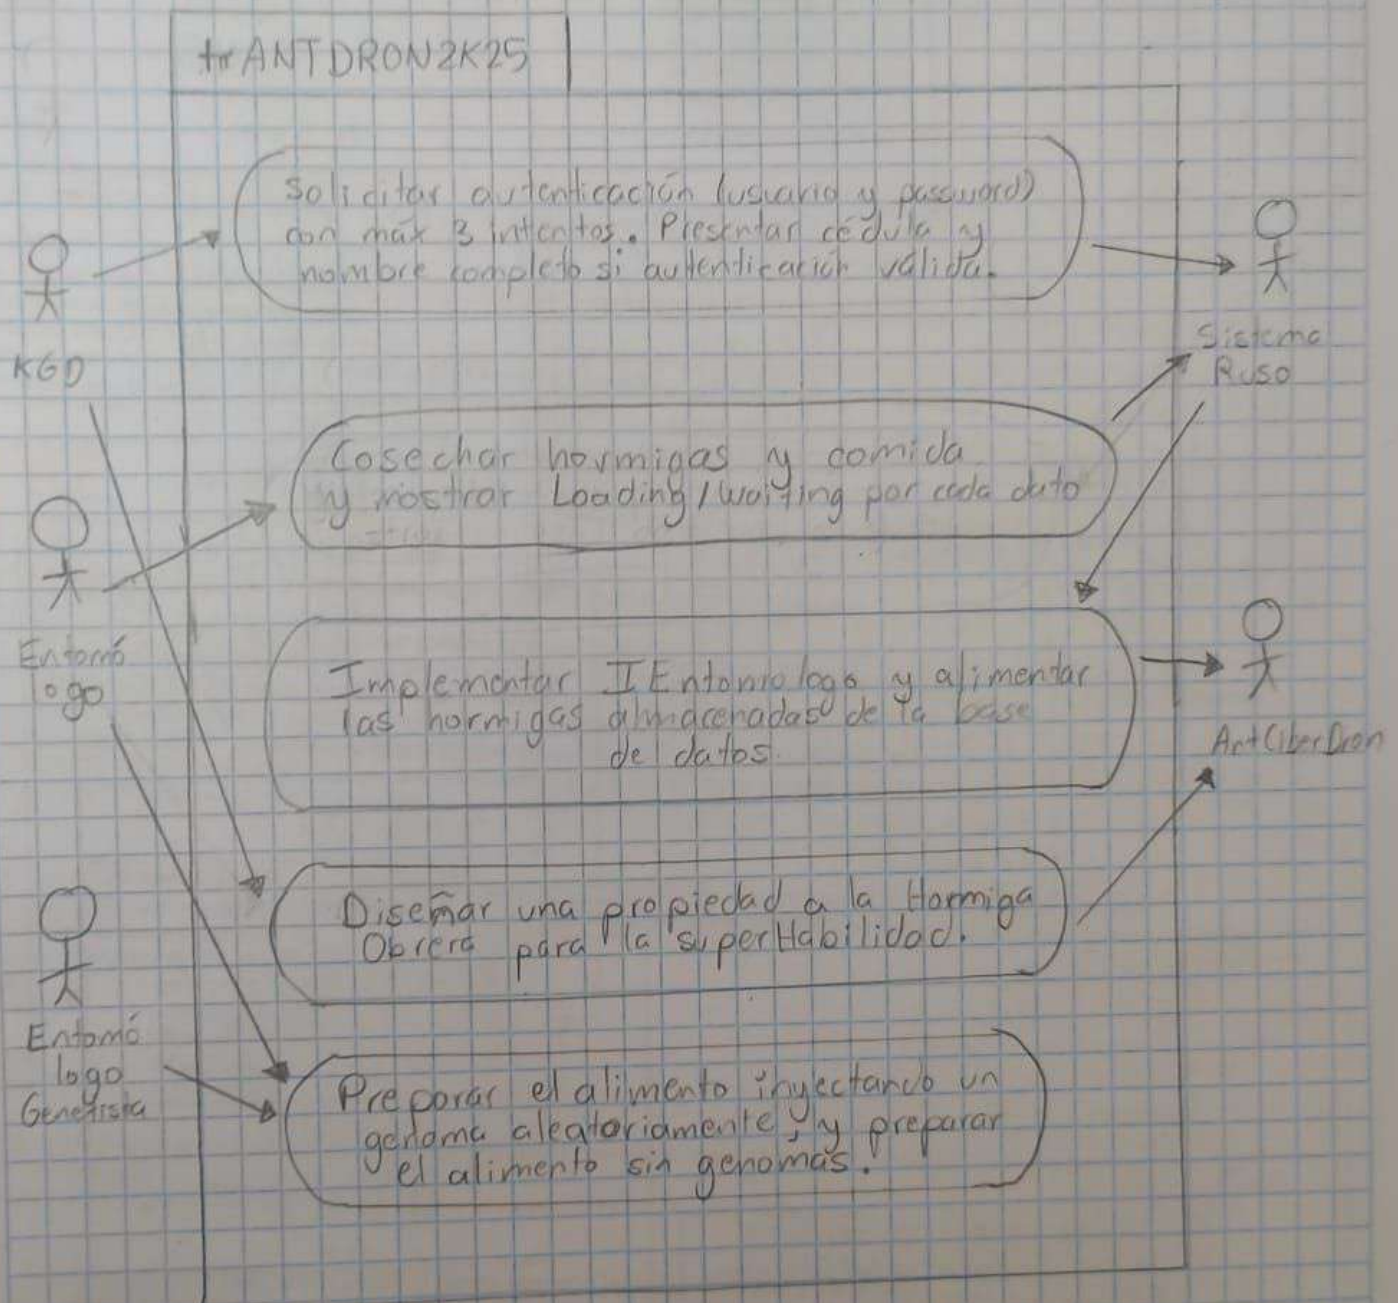 trANTDRON2K25
Solicitar autenticación (usuario y password)
con máx 3 intentos. Presentar cédula y
nombre completo si autenticación válida.
KGD
Sistema
Ruso
Cosechar hormigas y comida
y mostrar Loading/waiting por cada dato
Entomó
logo
Implementar IEntomologo y alimentar
las hormigas almacenadas de la base
de datos.
AntCiberDron
Diseñar una propiedad a la Hormiga
Obrera para la superHabilidad.
Entomó
logo
Genetista
Preparar el alimento inyectando un
genoma aleatoriamente, y preparar
el alimento sin genomas.